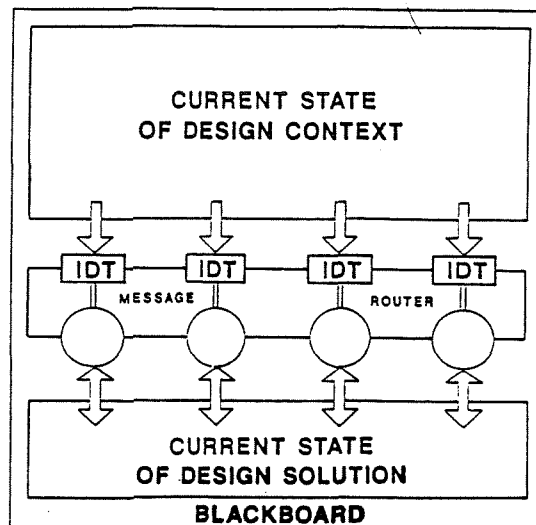 CURRENT STATE
OF DESIGN CONTEXT
IDT IDT IDT IDT
MESSAGE ROUTER
CURRENT STATE
OF DESIGN SOLUTION
BLACKBOARD